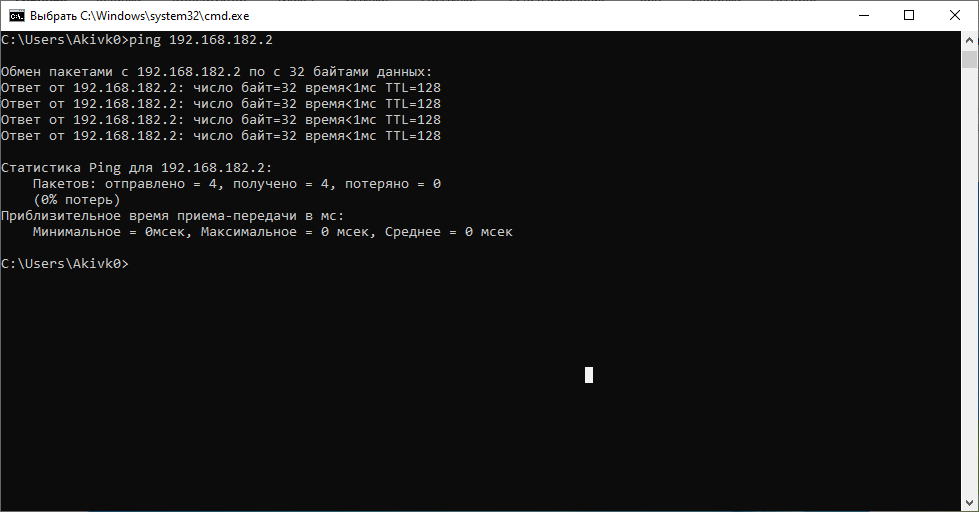 Выбрать C:\Windows\system32\cmd.exe
C:\Users\Akivk0>ping 192.168.182.2
Обмен пакетами с 192.168.182.2 по с 32 байтами данных:
Ответ от 192.168.182.2: число байт=32 время<1мс TTL=128
Ответ от 192.168.182.2: число байт=32 время<1мс TTL=128
Ответ от 192.168.182.2: число байт=32 время<1мс TTL=128
Ответ от 192.168.182.2: число байт=32 время<1мс TTL=128
Статистика Ping для 192.168.182.2:
    Пакетов: отправлено = 4, получено = 4, потеряно = 0
    (0% потерь)
Приблизительное время приема-передачи в мс:
    Минимальное = 0мсек, Максимальное = 0 мсек, Среднее = 0 мсек
C:\Users\Akivk0>